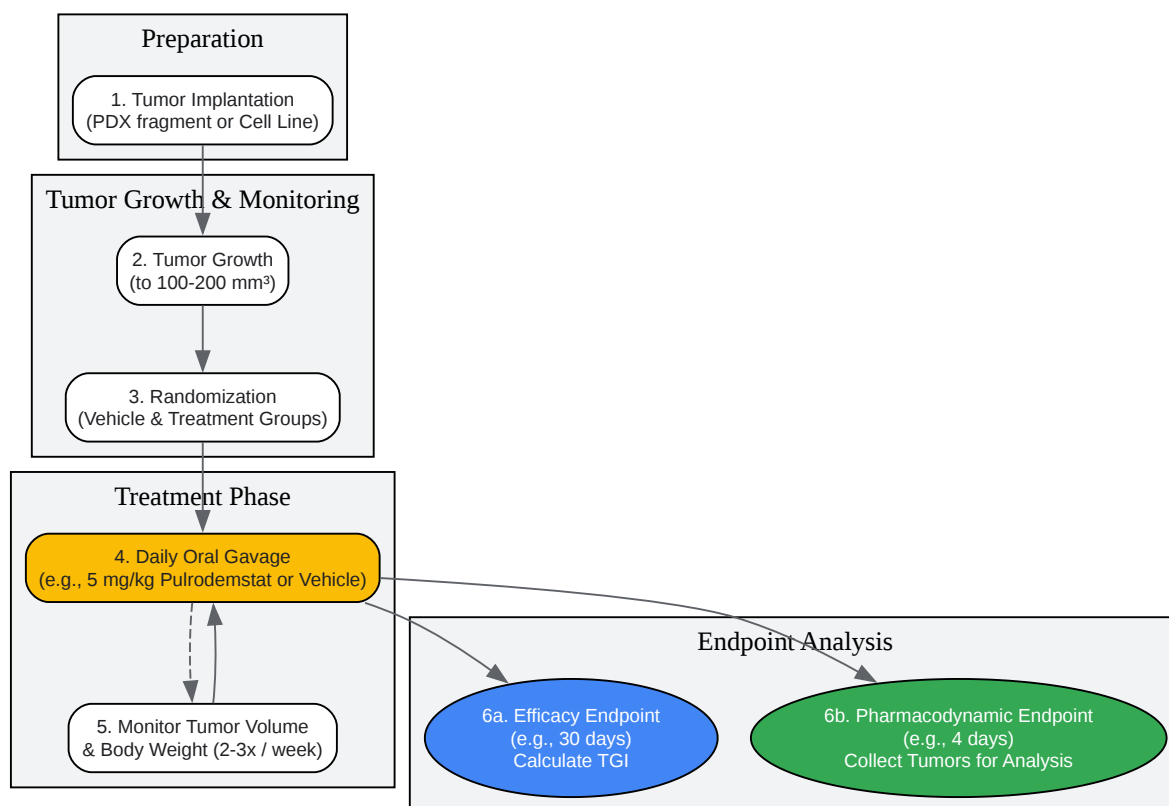 Preparation
1. Tumor Implantation
(PDX fragment or Cell Line)
Tumor Growth & Monitoring
2. Tumor Growth
(to 100-200 mm³)
3. Randomization
(Vehicle & Treatment Groups)
Treatment Phase
4. Daily Oral Gavage
(e.g., 5 mg/kg Pulrodemstat or Vehicle)
5. Monitor Tumor Volume
& Body Weight (2-3x / week)
Endpoint Analysis
6a. Efficacy Endpoint
(e.g., 30 days)
Calculate TGI
6b. Pharmacodynamic Endpoint
(e.g., 4 days)
Collect Tumors for Analysis